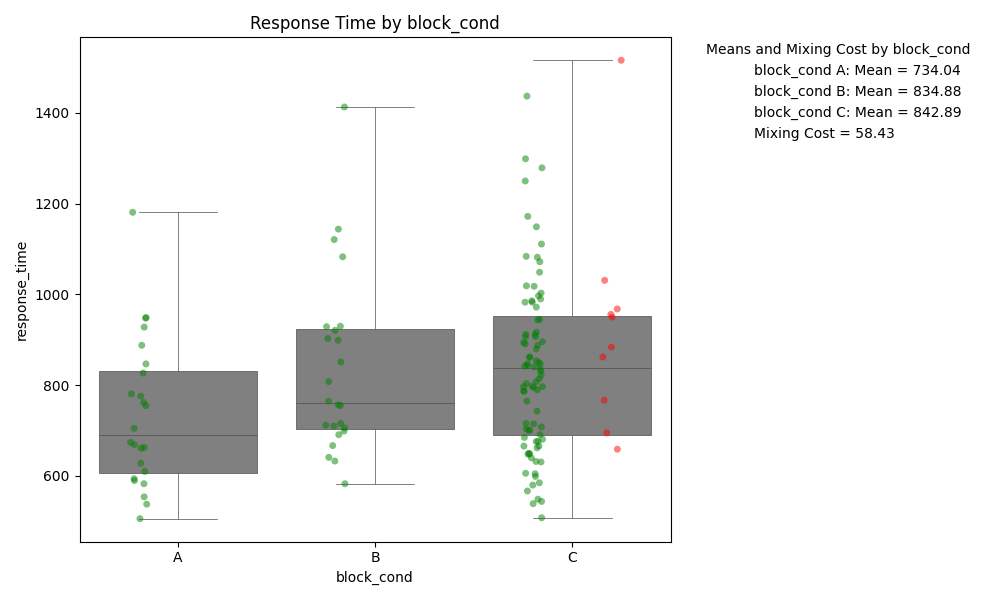 Response Time by block_cond
Means and Mixing Cost by block_cond
block_cond A: Mean = 734.04
block_cond B: Mean = 834.88
block_cond C: Mean = 842.89
Mixing Cost = 58.43
response_time
1400
1200
1000
800
600
A
B
C
block_cond